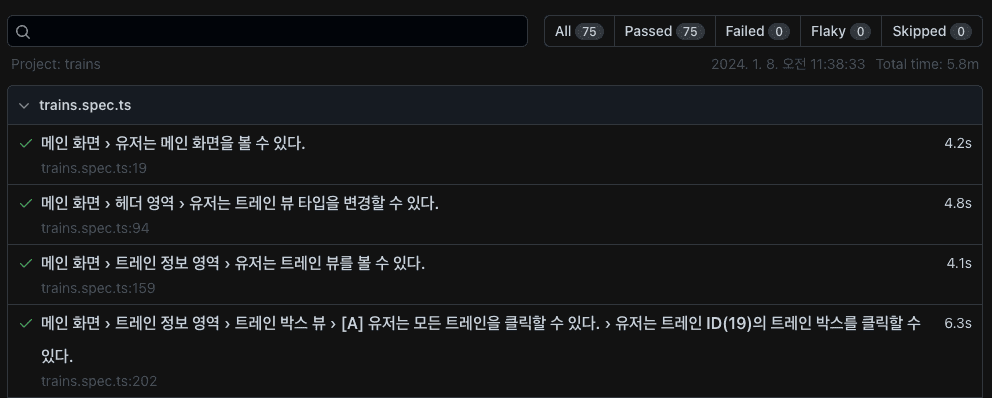 All 75 Passed 75 Failed 0 Flaky 0 Skipped 0
Project: trains 2024. 1. 8. 오전 11:38:33 Total time: 5.8m
trains.spec.ts
메인 화면 › 유저는 메인 화면을 볼 수 있다. 4.2s
trains.spec.ts:19
메인 화면 › 헤더 영역 › 유저는 트레인 뷰 타입을 변경할 수 있다. 4.8s
trains.spec.ts:94
메인 화면 › 트레인 정보 영역 › 유저는 트레인 뷰를 볼 수 있다. 4.1s
trains.spec.ts:159
메인 화면 › 트레인 정보 영역 › 트레인 박스 뷰 › [A] 유저는 모든 트레인을 클릭할 수 있다. › 유저는 트레인 ID(19)의 트레인 박스를 클릭할 수 6.3s
있다.
trains.spec.ts:202